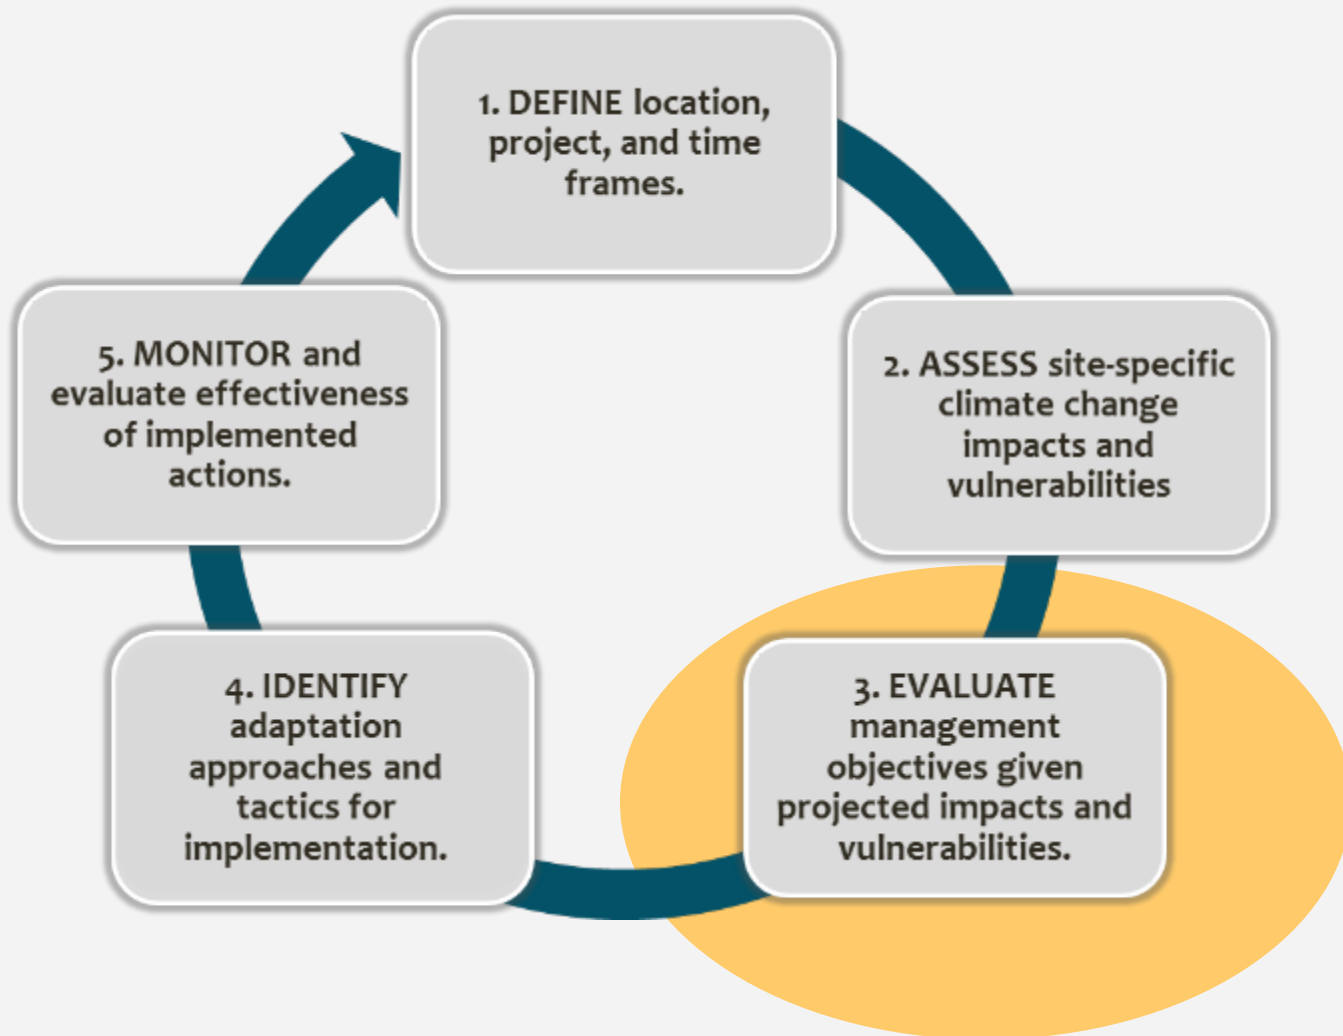 1. DEFINE location,
project, and time
frames.
2. ASSESS site-specific
climate change
impacts and
vulnerabilities
3. EVALUATE
management
objectives given
projected impacts and
vulnerabilities.
4. IDENTIFY
adaptation
approaches and
tactics for
implementation.
5. MONITOR and
evaluate effectiveness
of implemented
actions.